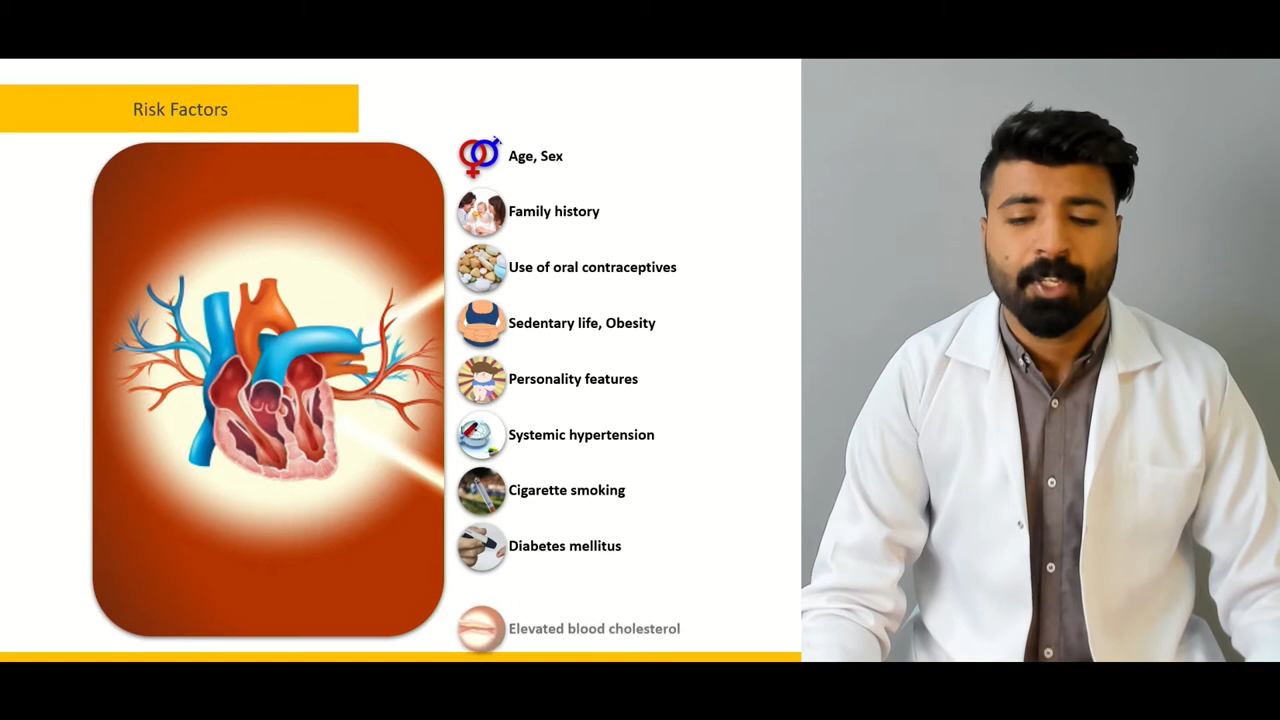 Risk Factors
Age, Sex
Family history
Use of oral contraceptives
Sedentary life, Obesity
Personality features
Systemic hypertension
Cigarette smoking
Diabetes mellitus
Elevated blood cholesterol